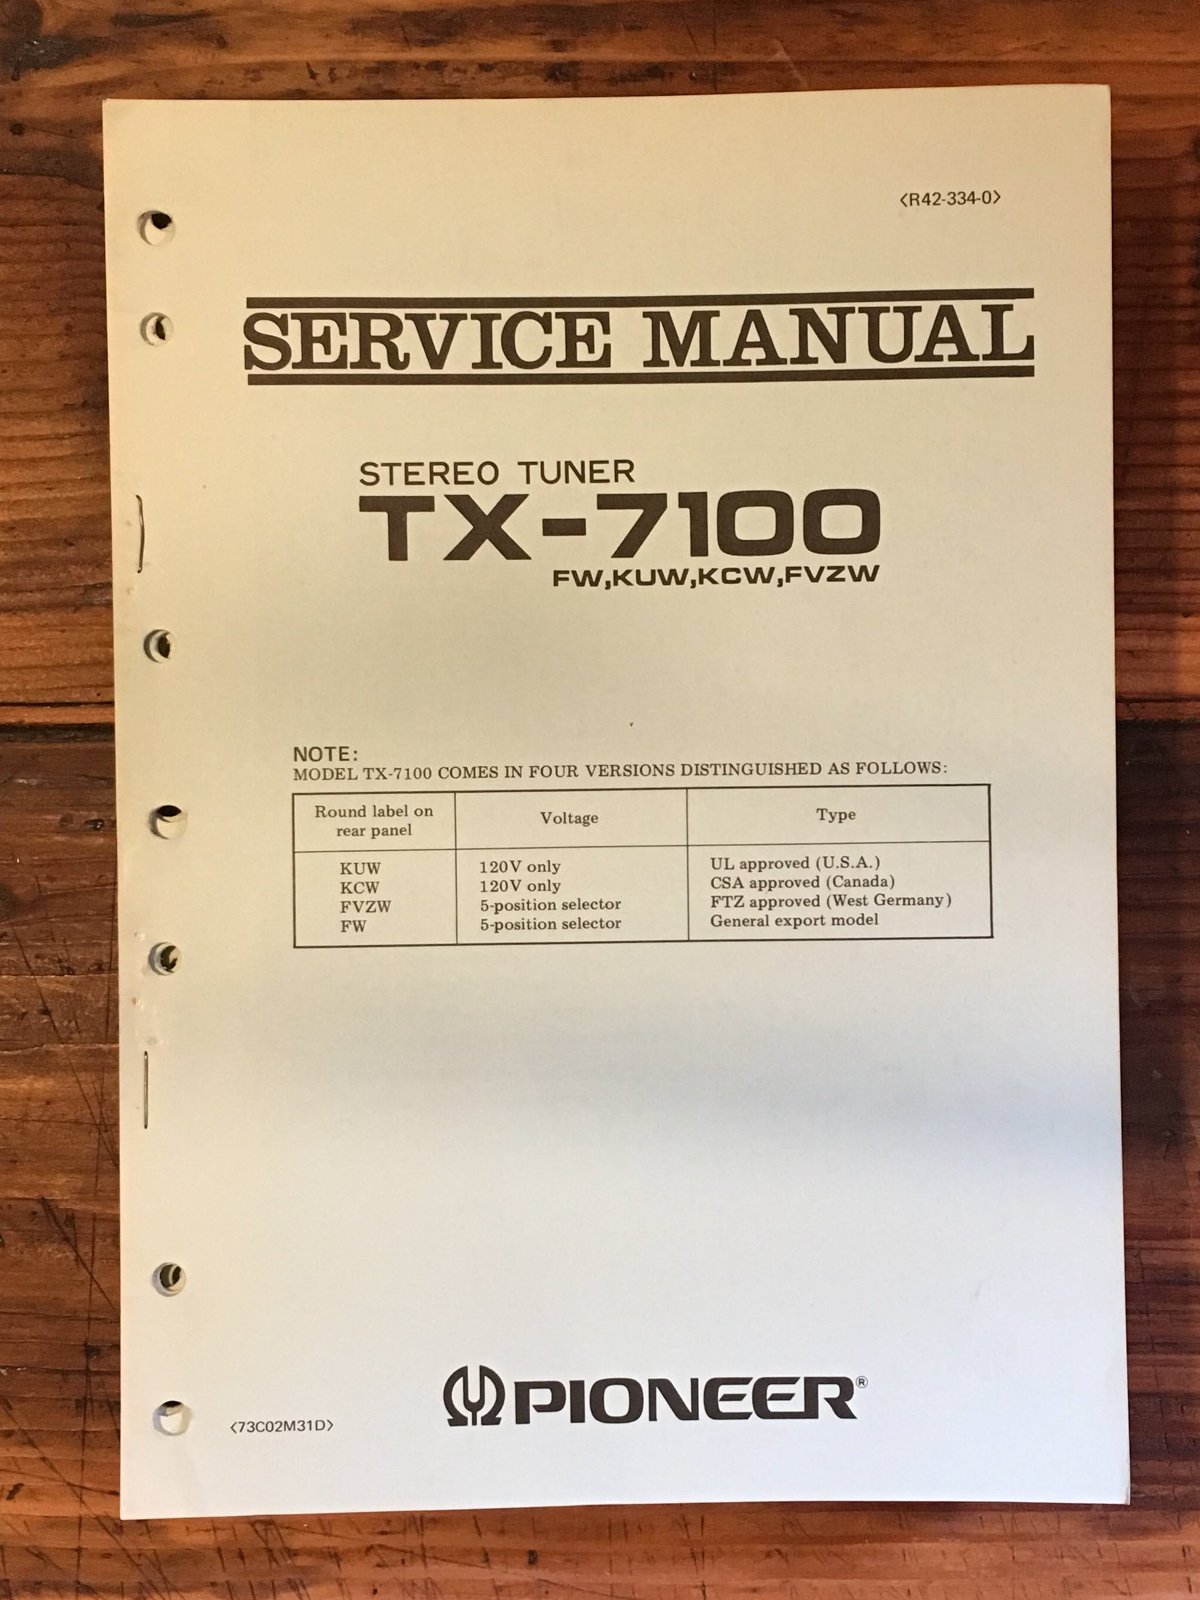 <R42-334-0>
SERVICE MANUAL
STEREO TUNER
TX-7100
FW,KUW,KCW,FVZW
NOTE:
MODEL TX-7100 COMES IN FOUR VERSIONS DISTINGUISHED AS FOLLOWS:
Round label on rear panel Voltage Type
KUW 120V only UL approved (U.S.A.)
KCW 120V only CSA approved (Canada)
FVZW 5-position selector FTZ approved (West Germany)
FW 5-position selector General export model
PIONEER®
<73C02M31D>